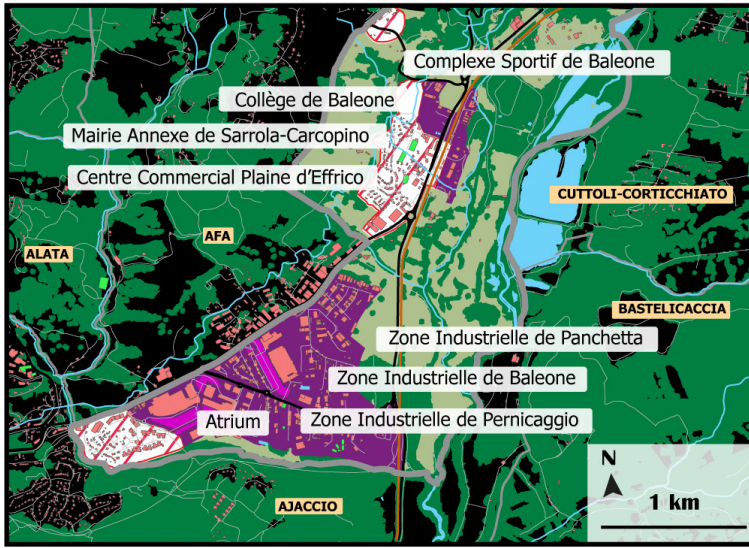 Complexe Sportif de Baleone
Collège de Baleone
Mairie Annexe de Sarrola-Carcopino
Centre Commercial Plaine d'Effrico
CUTTOLI-CORTICCHIATO
AFA
ALATA
BASTELICACCIA
Zone Industrielle de Panchetta
Zone Industrielle de Baleone
Atrium
Zone Industrielle de Pernicaggio
AJACCIO
N
1 km